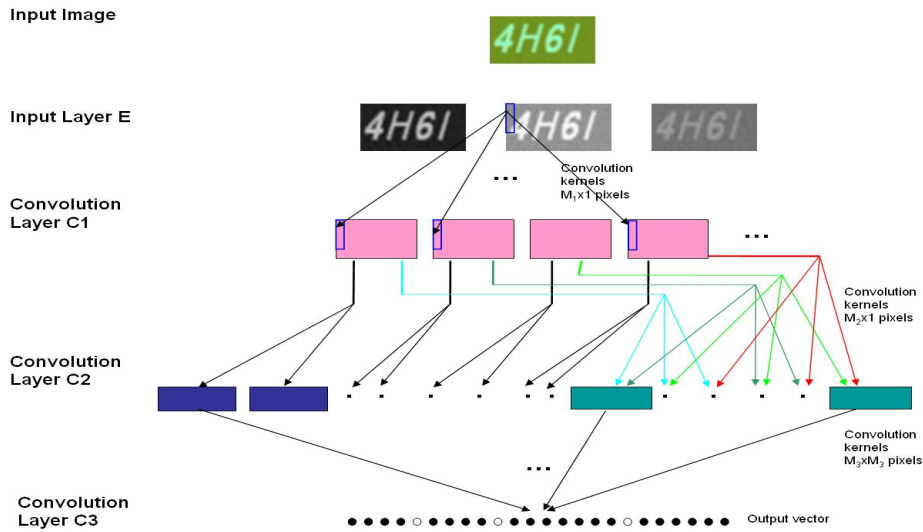 Input Image
4H6I
Input Layer E
4H6I
4H6I
4H6I
...
Convolution
kernels
M₁x1 pixels
Convolution
Layer C1
...
Convolution
kernels
M₂x1 pixels
Convolution
Layer C2
Convolution
kernels
M₃xM₃ pixels
...
Convolution
Layer C3
Output vector